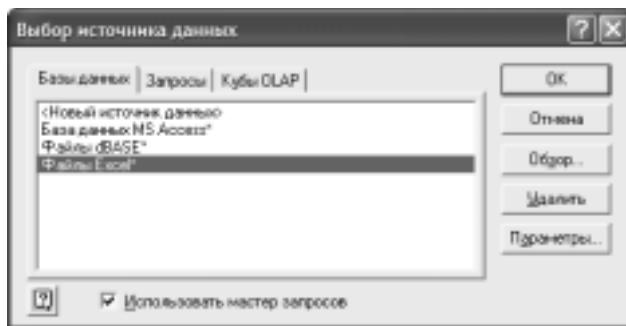 Выбор источника данных
Базы данных Запросы Кубы OLAP
<Новый источник данных>
База данных MS Access*
Файлы dBASE*
Файлы Excel*
OK
Отмена
Обзор...
Удалить
Параметры...
Использовать мастер запросов